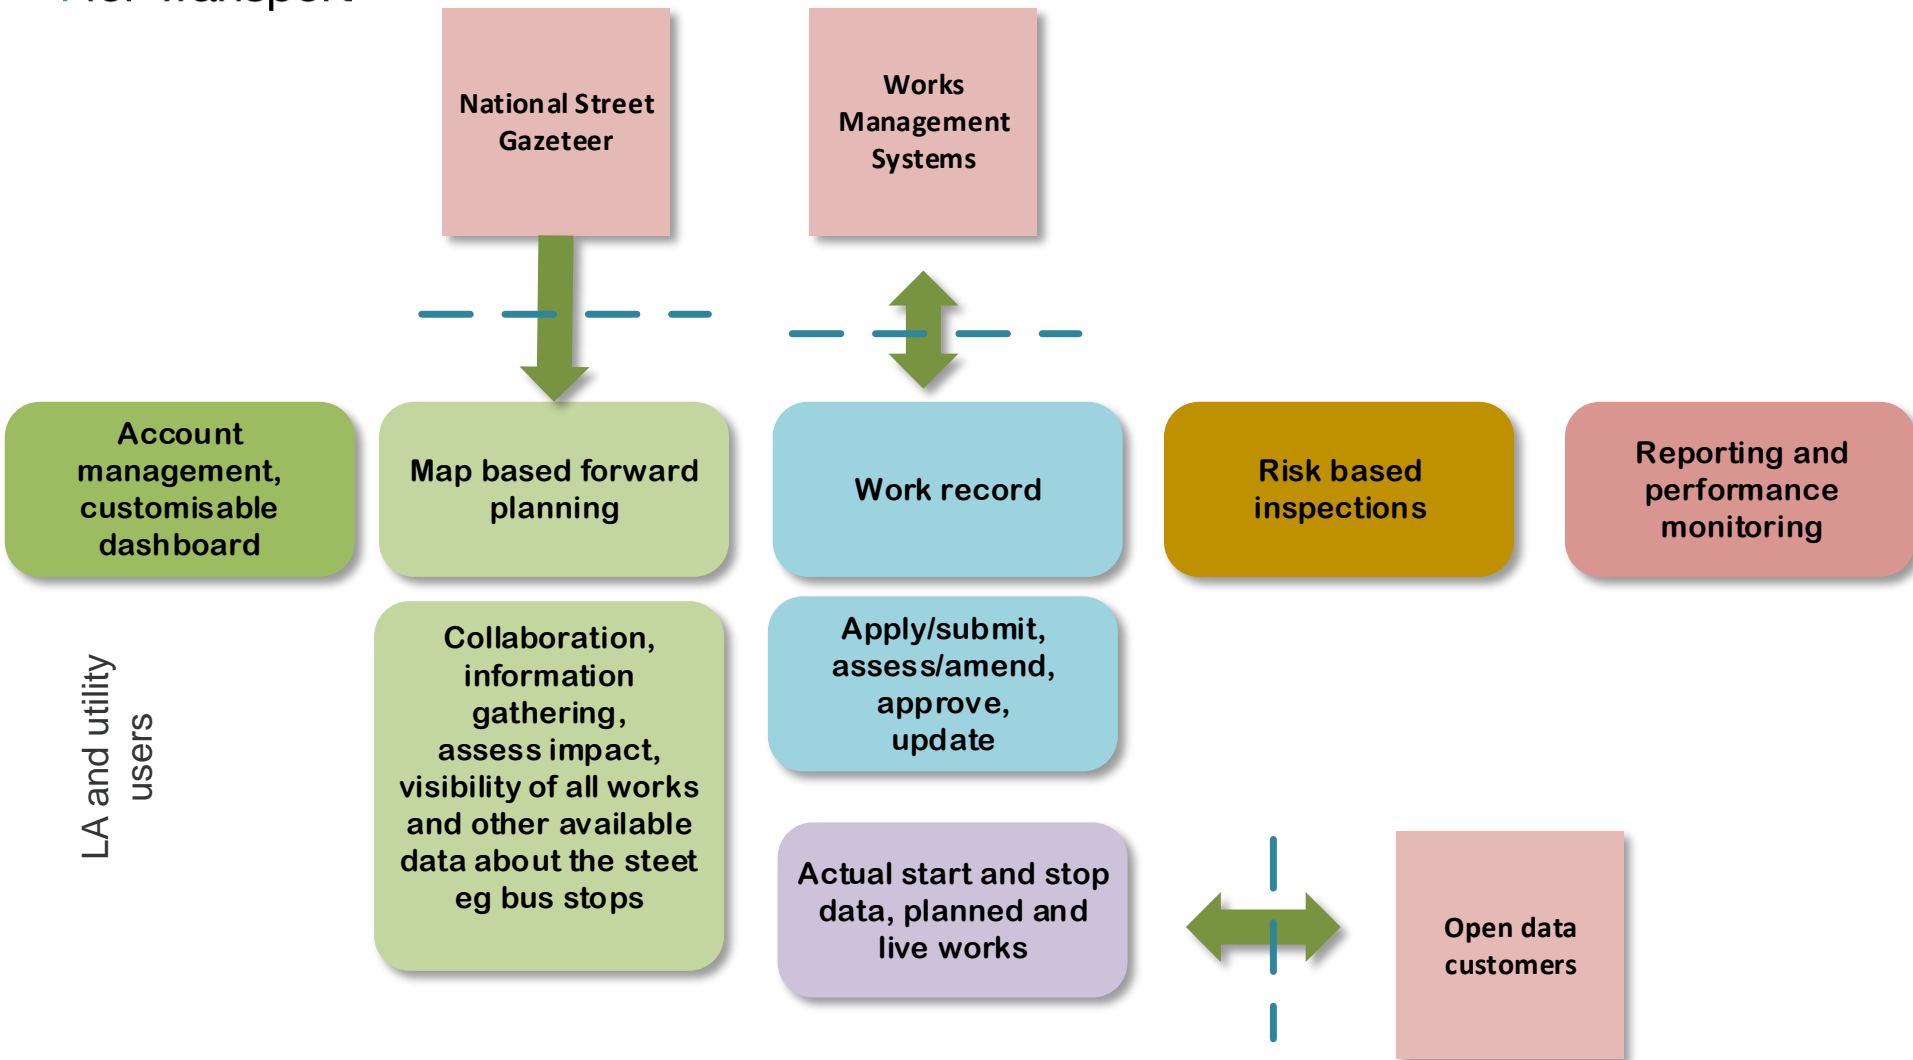 for Transport
National Street
Gazeteer
Works
Management
Systems
Account
management,
customisable
dashboard
Map based forward
planning
Work record
Risk based
inspections
Reporting and
performance
monitoring
LA and utility
users
Collaboration,
information
gathering,
assess impact,
visibility of all works
and other available
data about the steet
eg bus stops
Apply/submit,
assess/amend,
approve,
update
Actual start and stop
data, planned and
live works
Open data
customers